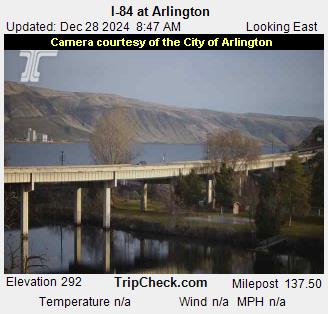 I-84 at Arlington
Updated: Dec 28 2024 8:47 AM Looking East
Camera courtesy of the City of Arlington
Elevation 292 TripCheck.com Milepost 137.50
Temperature n/a Wind n/a MPH n/a